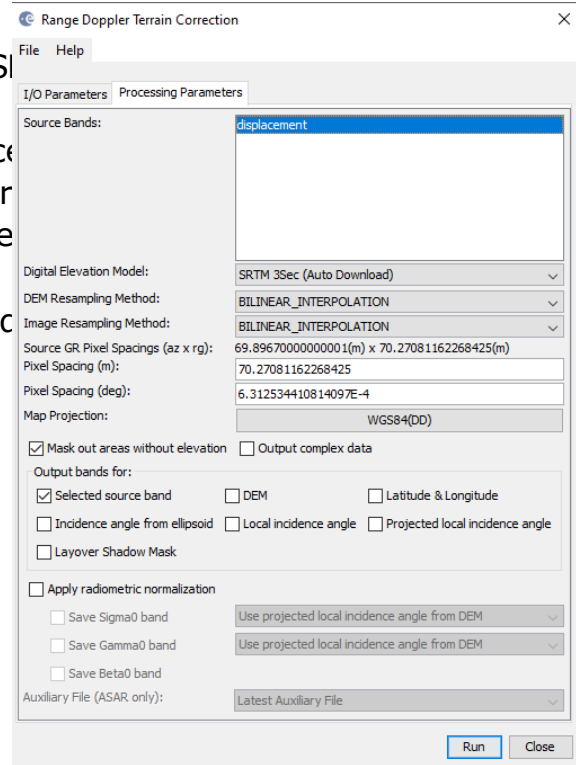 Range Doppler Terrain Correction
File Help
I/O Parameters Processing Parameters
Source Bands: displacement
Digital Elevation Model: SRTM 3Sec (Auto Download)
DEM Resampling Method: BILINEAR_INTERPOLATION
Image Resampling Method: BILINEAR_INTERPOLATION
Source GR Pixel Spacings (az x rg): 69.8967000000001(m) x 70.27081162268425(m)
Pixel Spacing (m): 70.27081162268425
Pixel Spacing (deg): 6.312534410814097E-4
Map Projection: WGS84(DD)
Mask out areas without elevation Output complex data
Output bands for:
Selected source band DEM Latitude & Longitude
Incidence angle from ellipsoid Local incidence angle Projected local incidence angle
Layover Shadow Mask
Apply radiometric normalization
Save Sigma0 band Use projected local incidence angle from DEM
Save Gamma0 band Use projected local incidence angle from DEM
Save Beta0 band
Auxiliary File (ASAR only): Latest Auxiliary File
Run Close